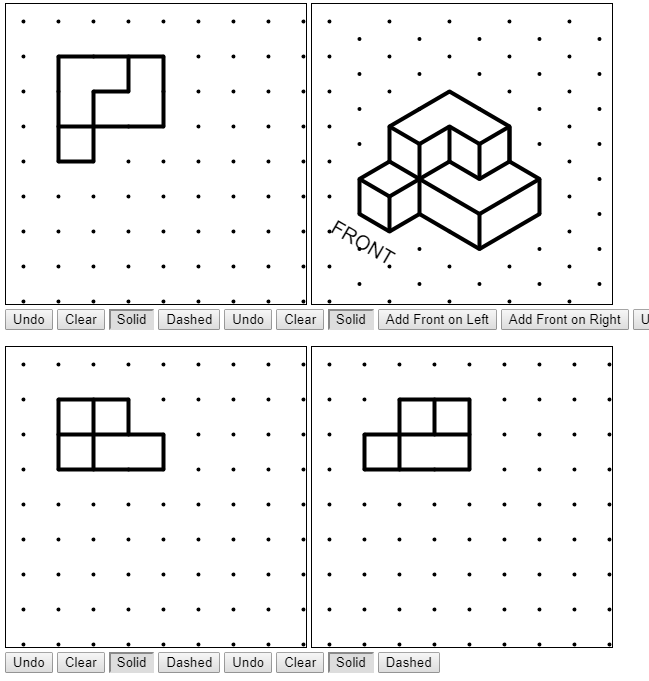 FRONT
Undo Clear Solid Dashed Undo Clear Solid Add Front on Left Add Front on Right U
Undo Clear Solid Dashed Undo Clear Solid Dashed